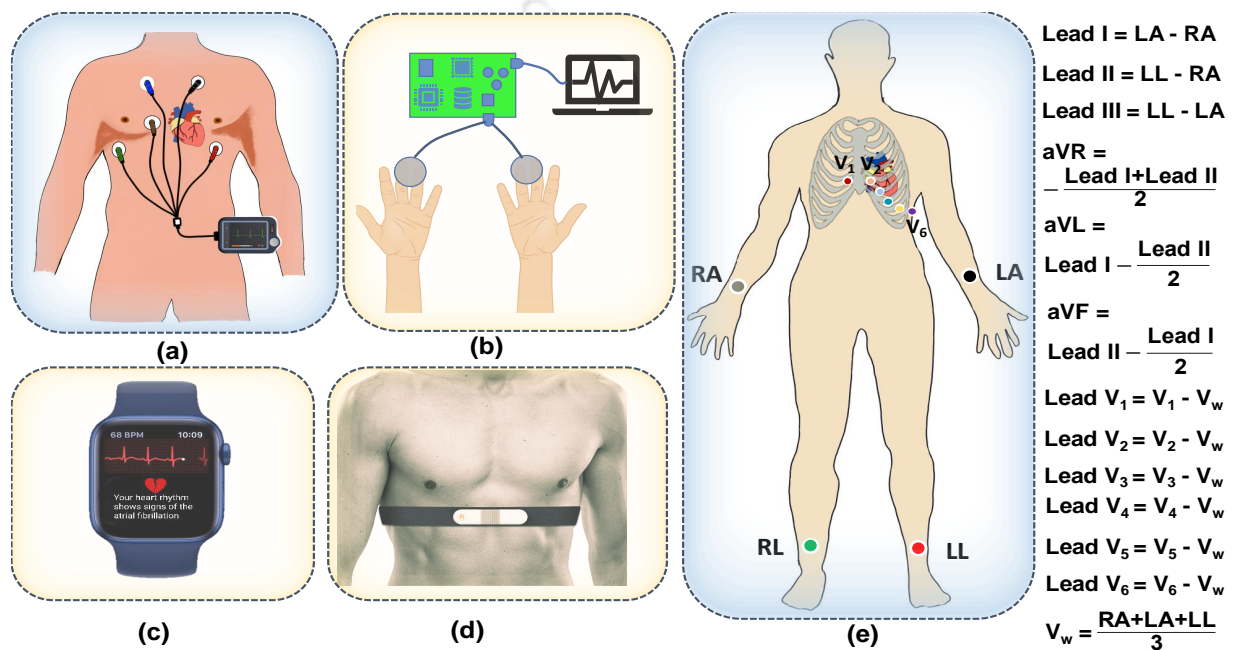 (a)
(b)
68 BPM 10:09
Your heart rhythm
shows signs of the
atrial fibrillation
(c)
(d)
V₁ V₂
V₆
RA
LA
RL
LL
(e)
Lead I = LA - RA
Lead II = LL - RA
Lead III = LL - LA
aVR =
− Lead I+Lead II
2
aVL =
Lead I − Lead II
2
aVF =
Lead II − Lead I
2
Lead V₁ = V₁ - Vw
Lead V₂ = V₂ - Vw
Lead V₃ = V₃ - Vw
Lead V₄ = V₄ - Vw
Lead V₅ = V₅ - Vw
Lead V₆ = V₆ - Vw
Vw = RA+LA+LL
3